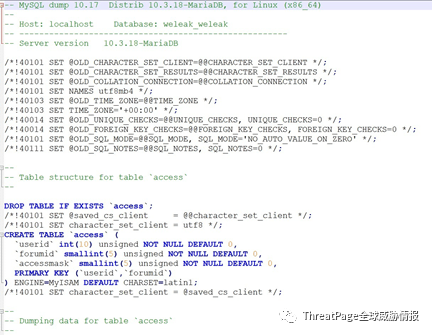 -- MySQL dump 10.17  Distrib 10.3.18-MariaDB, for Linux (x86_64)
--
-- Host: localhost    Database: weleak_weleak
-- ------------------------------------------------------
-- Server version   10.3.18-MariaDB
/*!40101 SET @OLD_CHARACTER_SET_CLIENT=@@CHARACTER_SET_CLIENT */;
/*!40101 SET @OLD_CHARACTER_SET_RESULTS=@@CHARACTER_SET_RESULTS */;
/*!40101 SET @OLD_COLLATION_CONNECTION=@@COLLATION_CONNECTION */;
/*!40101 SET NAMES utf8mb4 */;
/*!40103 SET @OLD_TIME_ZONE=@@TIME_ZONE */;
/*!40103 SET TIME_ZONE='+00:00' */;
/*!40014 SET @OLD_UNIQUE_CHECKS=@@UNIQUE_CHECKS, UNIQUE_CHECKS=0 */;
/*!40014 SET @OLD_FOREIGN_KEY_CHECKS=@@FOREIGN_KEY_CHECKS, FOREIGN_KEY_CHECKS=0 */;
/*!40101 SET @OLD_SQL_MODE=@@SQL_MODE, SQL_MODE='NO_AUTO_VALUE_ON_ZERO' */;
/*!40111 SET @OLD_SQL_NOTES=@@SQL_NOTES, SQL_NOTES=0 */;
--
-- Table structure for table `access`
--
DROP TABLE IF EXISTS `access`;
/*!40101 SET @saved_cs_client     = @@character_set_client */;
/*!40101 SET character_set_client = utf8 */;
CREATE TABLE `access` (
  `userid` int(10) unsigned NOT NULL DEFAULT 0,
  `forumid` smallint(5) unsigned NOT NULL DEFAULT 0,
  `accessmask` smallint(5) unsigned NOT NULL DEFAULT 0,
  PRIMARY KEY (`userid`,`forumid`)
) ENGINE=MyISAM DEFAULT CHARSET=latin1;
/*!40101 SET character_set_client = @saved_cs_client */;
--
-- Dumping data for table `access`
--
ThreatPage全球威胁情报